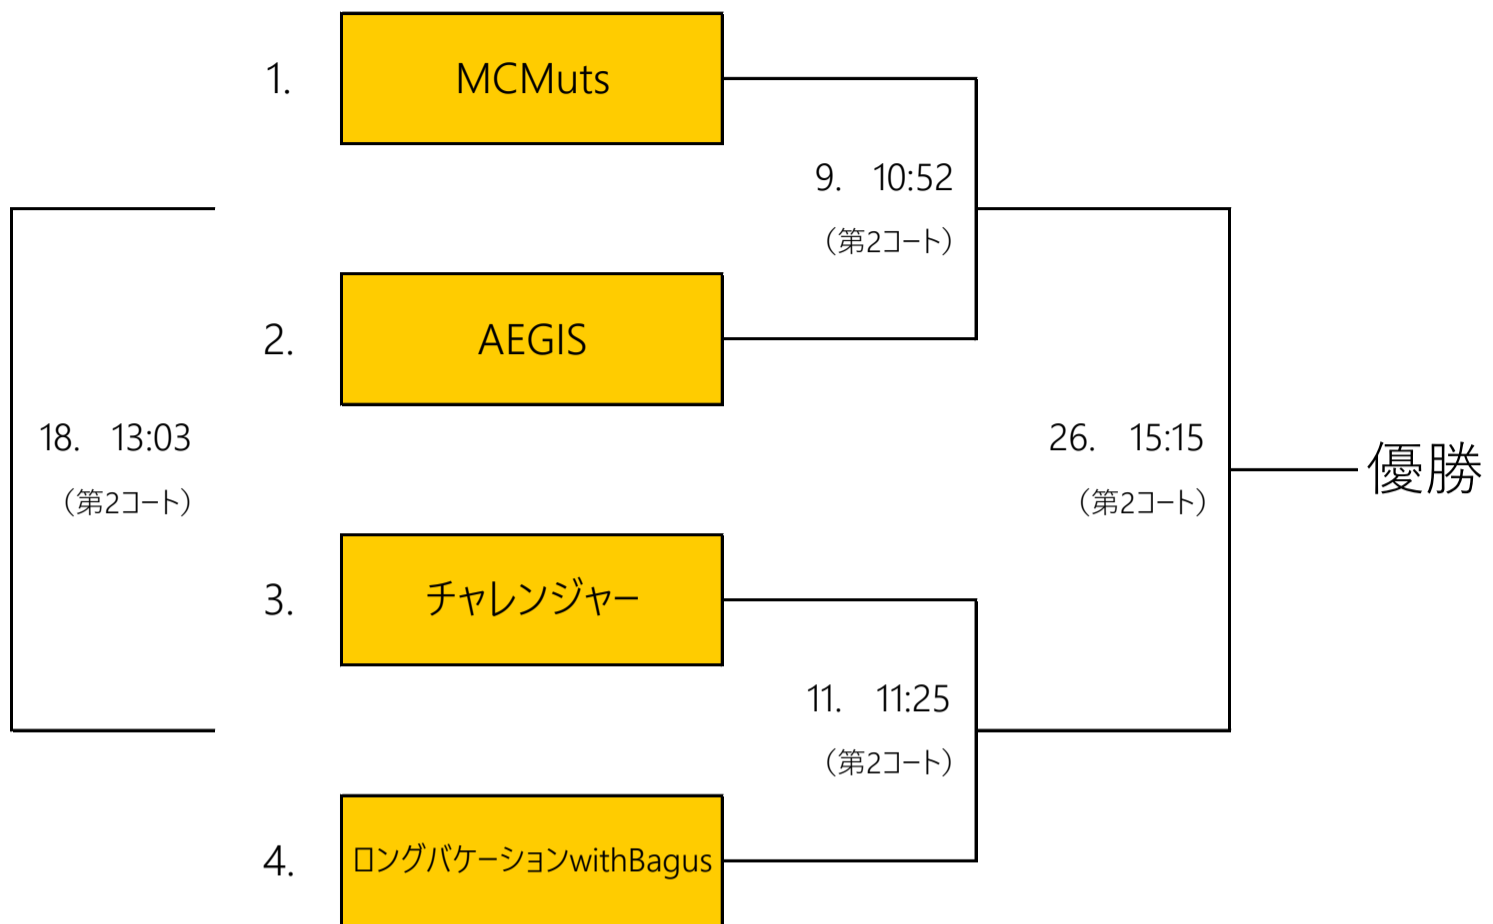 1.
MCMuts
9. 10:52
（第2コート）
2.
AEGIS
18. 13:03
（第2コート）
26. 15:15
（第2コート）
優勝
3.
チャレンジャー
11. 11:25
（第2コート）
4.
ロングバケーションwithBagus